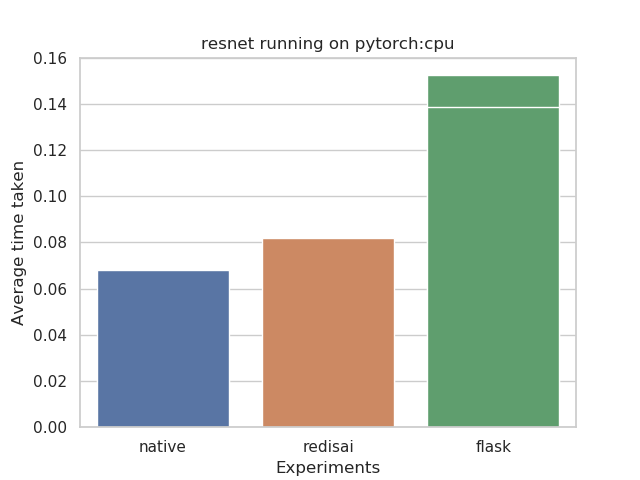 resnet running on pytorch:cpu
0.16
0.14
0.12
0.10
0.08
0.06
0.04
0.02
0.00
Average time taken
native redisai flask
Experiments